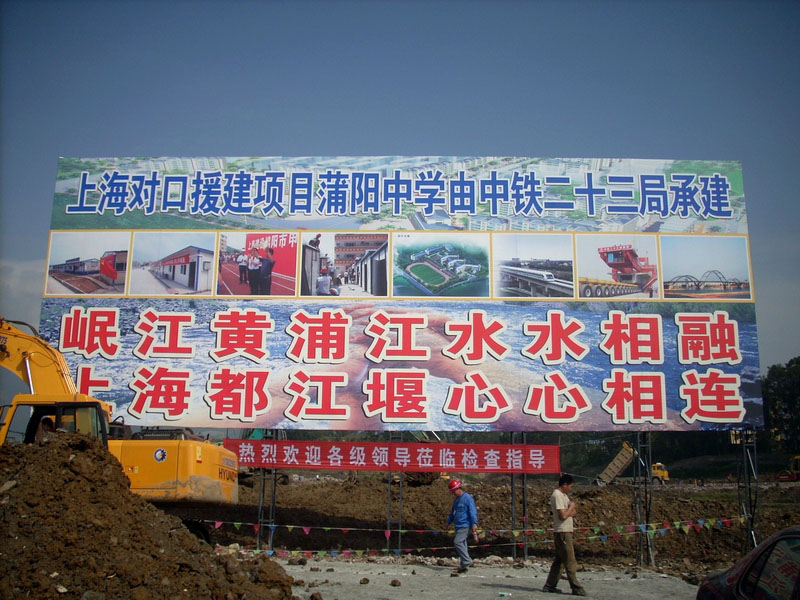 上海对口援建项目蒲阳中学由中铁二十三局承建
岷江黄浦江水水相融
上海都江堰心心相连
热烈欢迎各级领导莅临检查指导
HYUNDAI